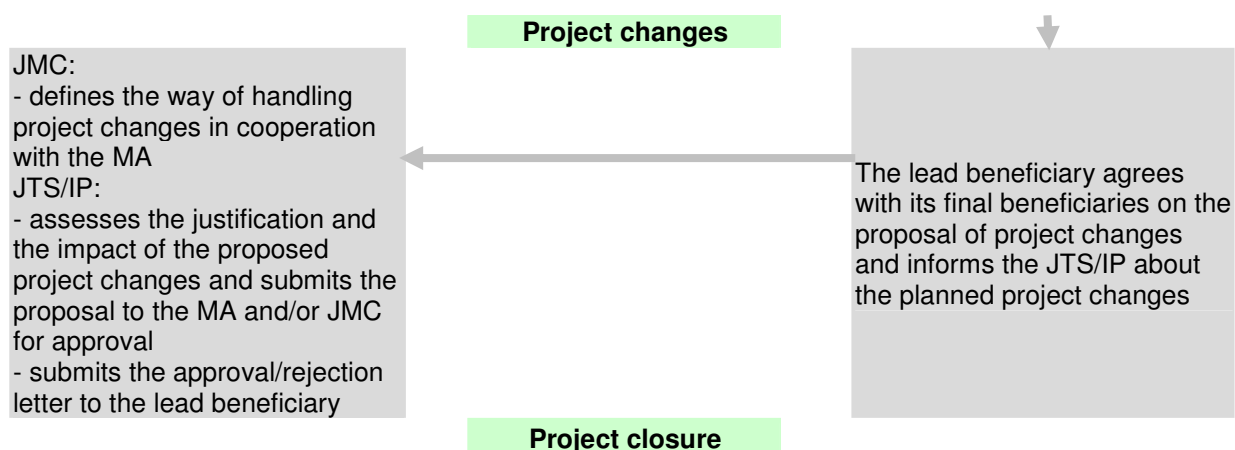 Project changes
JMC:
- defines the way of handling
project changes in cooperation
with the MA
JTS/IP:
- assesses the justification and
the impact of the proposed
project changes and submits the
proposal to the MA and/or JMC
for approval
- submits the approval/rejection
letter to the lead beneficiary
The lead beneficiary agrees
with its final beneficiaries on the
proposal of project changes
and informs the JTS/IP about
the planned project changes
Project closure